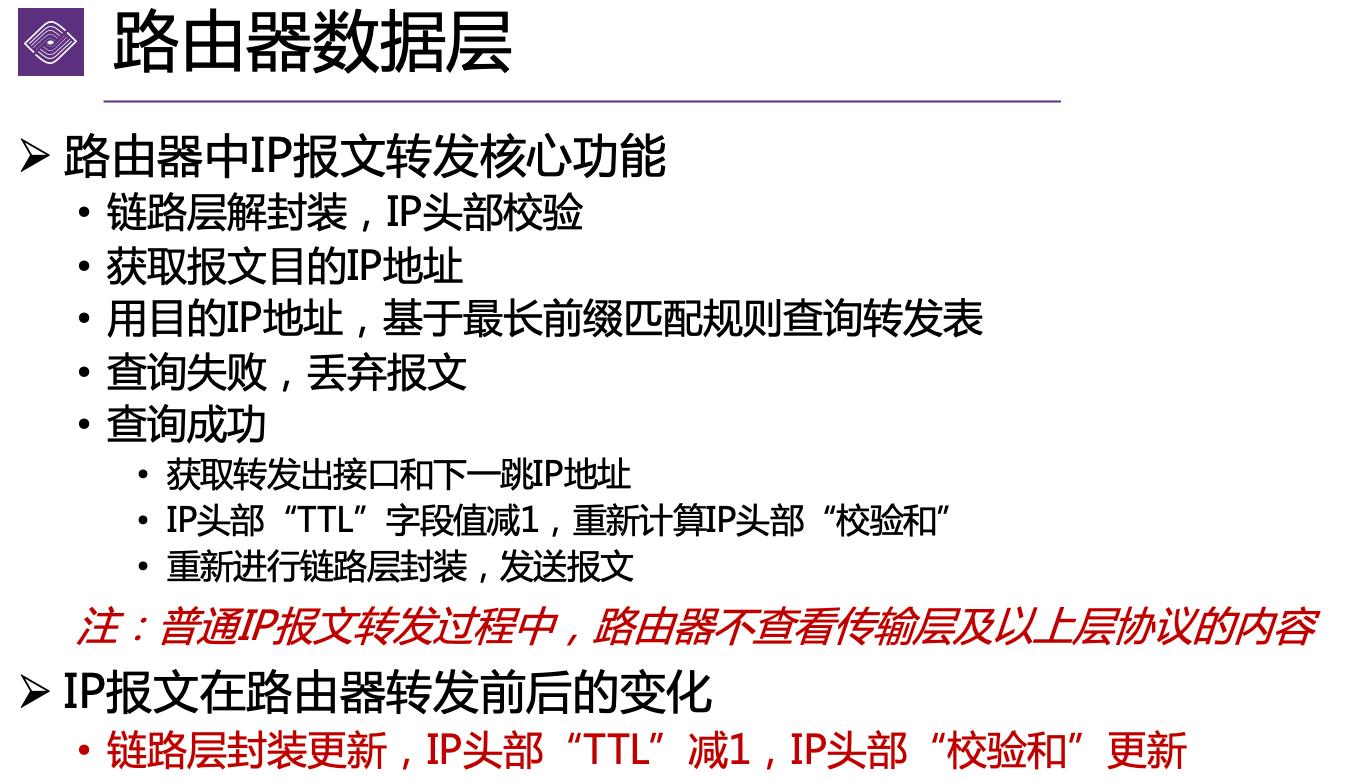 路由器数据层
➢ 路由器中IP报文转发核心功能
• 链路层解封装，IP头部校验
• 获取报文目的IP地址
• 用目的IP地址，基于最长前缀匹配规则查询转发表
• 查询失败，丢弃报文
• 查询成功
• 获取转发出接口和下一跳IP地址
• IP头部“TTL”字段值减1，重新计算IP头部“校验和”
• 重新进行链路层封装，发送报文
注：普通IP报文转发过程中，路由器不查看传输层及以上层协议的内容
➢ IP报文在路由器转发前后的变化
• 链路层封装更新，IP头部“TTL”减1，IP头部“校验和”更新